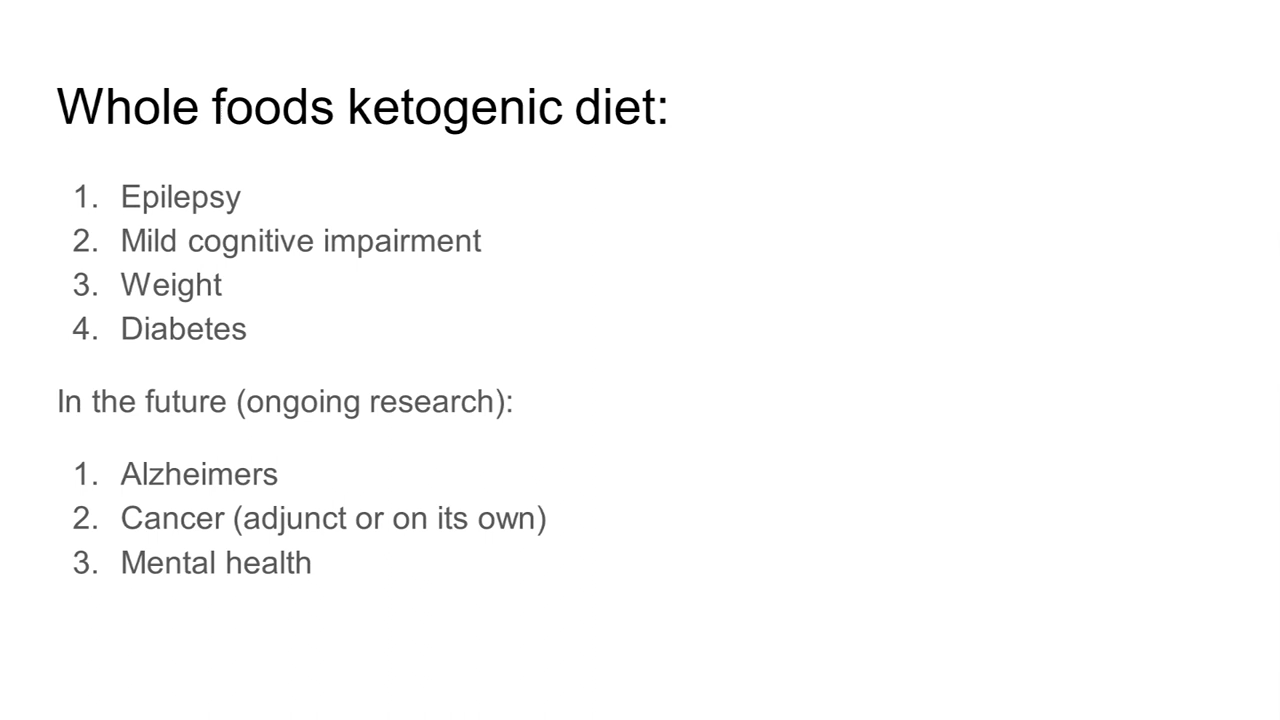 Whole foods ketogenic diet:
1. Epilepsy
2. Mild cognitive impairment
3. Weight
4. Diabetes
In the future (ongoing research):
1. Alzheimers
2. Cancer (adjunct or on its own)
3. Mental health